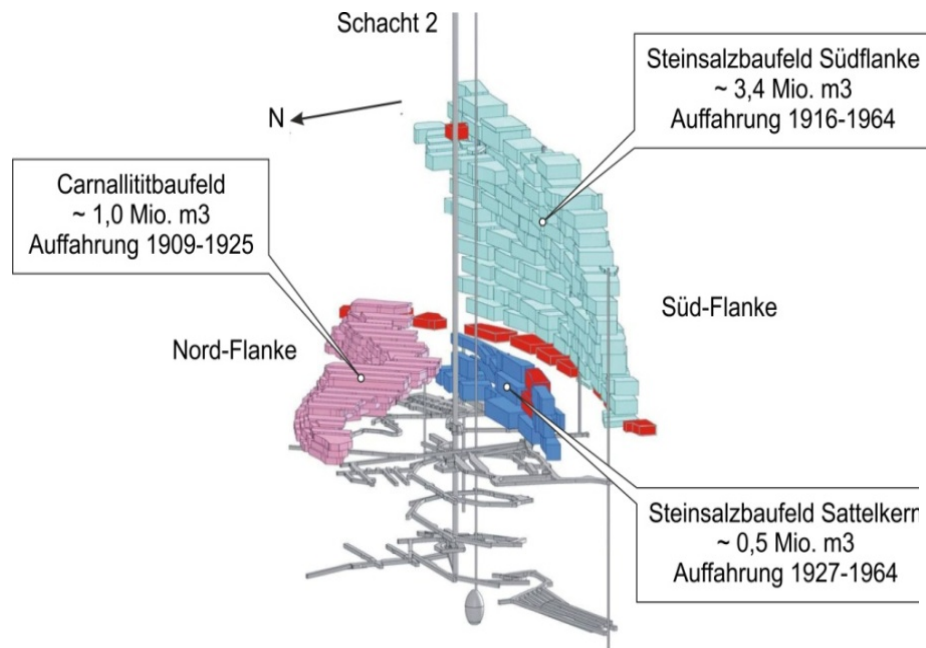 Schacht 2
Steinsalzbaufeld Südflanke
~ 3,4 Mio. m3
Auffahrung 1916-1964
N
Carnallititbaufeld
~ 1,0 Mio. m3
Auffahrung 1909-1925
Süd-Flanke
Nord-Flanke
Steinsalzbaufeld Sattelkern
~ 0,5 Mio. m3
Auffahrung 1927-1964